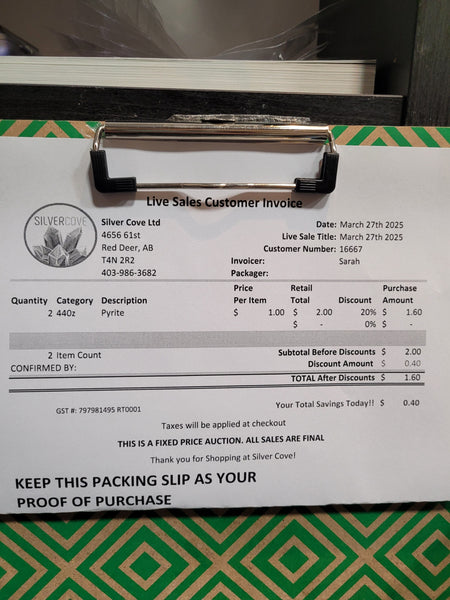 Live Sales Customer Invoice
SILVERCOVE
Silver Cove Ltd
4656 61st
Red Deer, AB
T4N 2R2
403-986-3682
Date: March 27th 2025
Live Sale Title: March 27th 2025
Customer Number: 16667
Invoicer: Sarah
Packager:
Quantity Category Description Price Per Item Retail Total Discount Purchase Amount
2 440z Pyrite $ 1.00 $ 2.00 20% $ 1.60
$ - 0% $ -
2 Item Count Subtotal Before Discounts $ 2.00
CONFIRMED BY: Discount Amount $ 0.40
TOTAL After Discounts $ 1.60
GST #: 797981495 RT0001 Your Total Savings Today!! $ 0.40
Taxes will be applied at checkout
THIS IS A FIXED PRICE AUCTION. ALL SALES ARE FINAL
Thank you for Shopping at Silver Cove!
KEEP THIS PACKING SLIP AS YOUR
PROOF OF PURCHASE